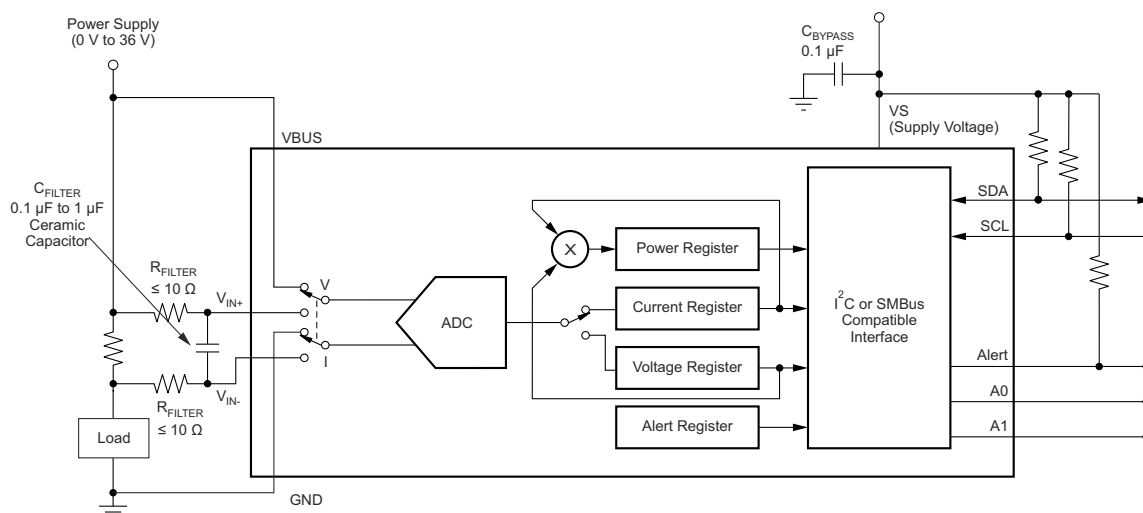 Power Supply
(0 V to 36 V)
C_BYPASS
0.1 µF
VS
(Supply Voltage)
VBUS
C_FILTER
0.1 µF to 1 µF
Ceramic
Capacitor
R_FILTER
≤ 10 Ω
V_IN+
V
I
V_IN-
R_FILTER
≤ 10 Ω
Load
GND
ADC
X
Power Register
Current Register
Voltage Register
Alert Register
I²C or SMBus
Compatible
Interface
SDA
SCL
Alert
A0
A1